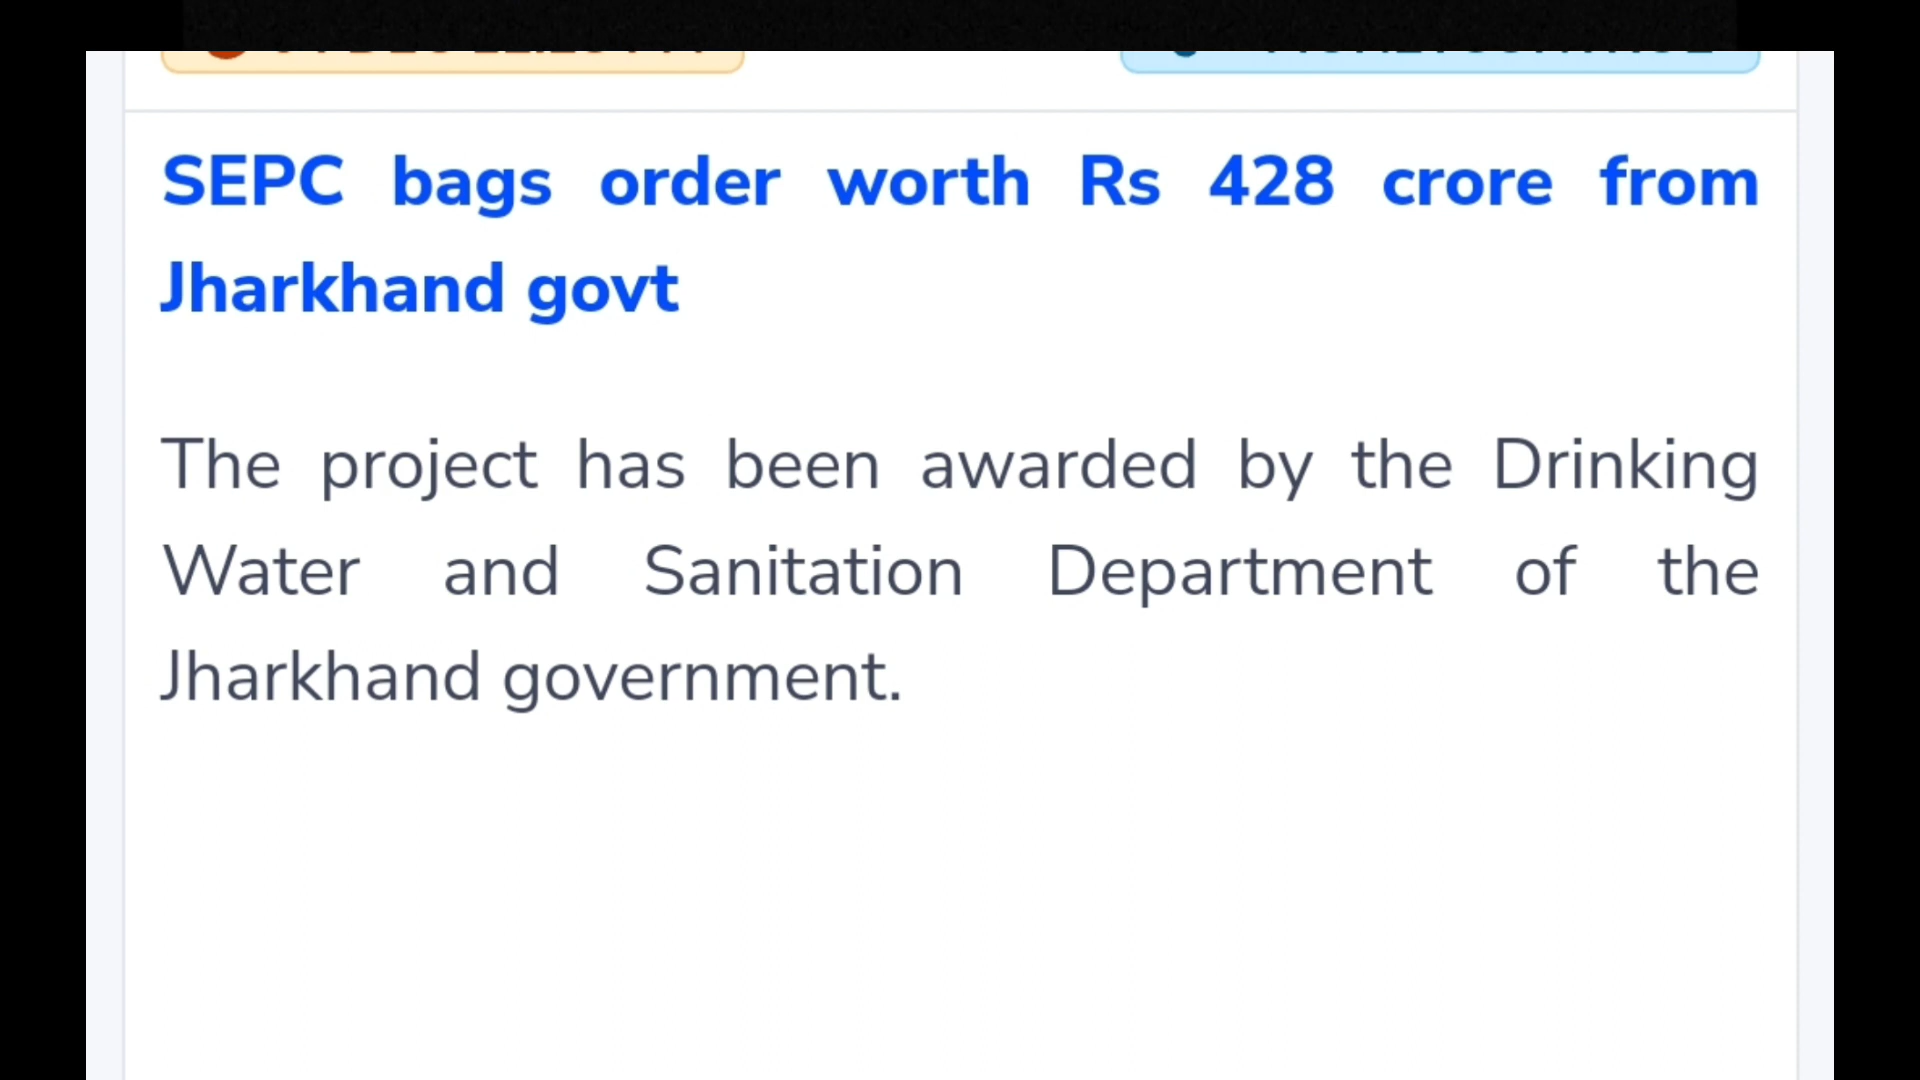 SEPC bags order worth Rs 428 crore from
Jharkhand govt
The project has been awarded by the Drinking
Water and Sanitation Department of the
Jharkhand government.